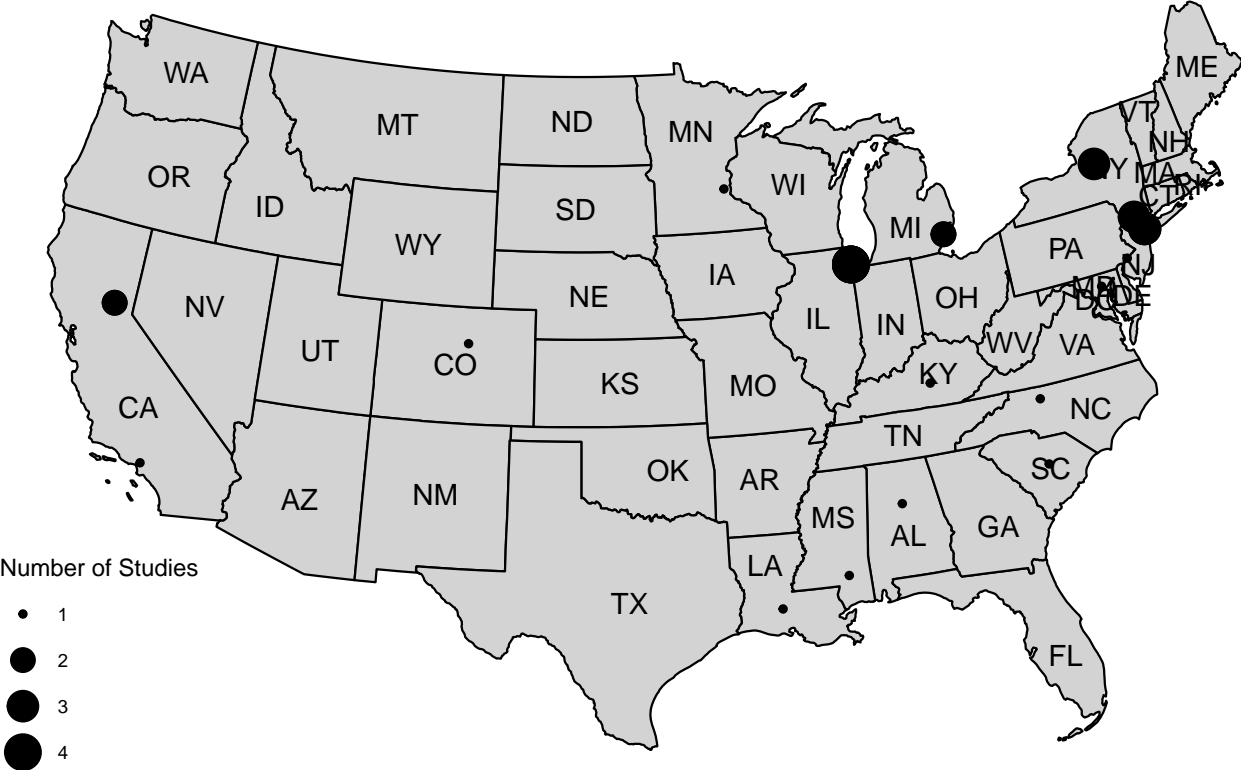 WA
ME
MT
ND
VT
MN
NH
OR
MA
RI
WI
CT
ID
SD
MI
WY
PA
NJ
IA
NE
OH
DE
NV
IL
IN
WV
VA
UT
CO
KS
MO
KY
CA
NC
TN
OK
SC
AZ
NM
AR
MS
AL
GA
LA
TX
FL
Number of Studies
1
2
3
4